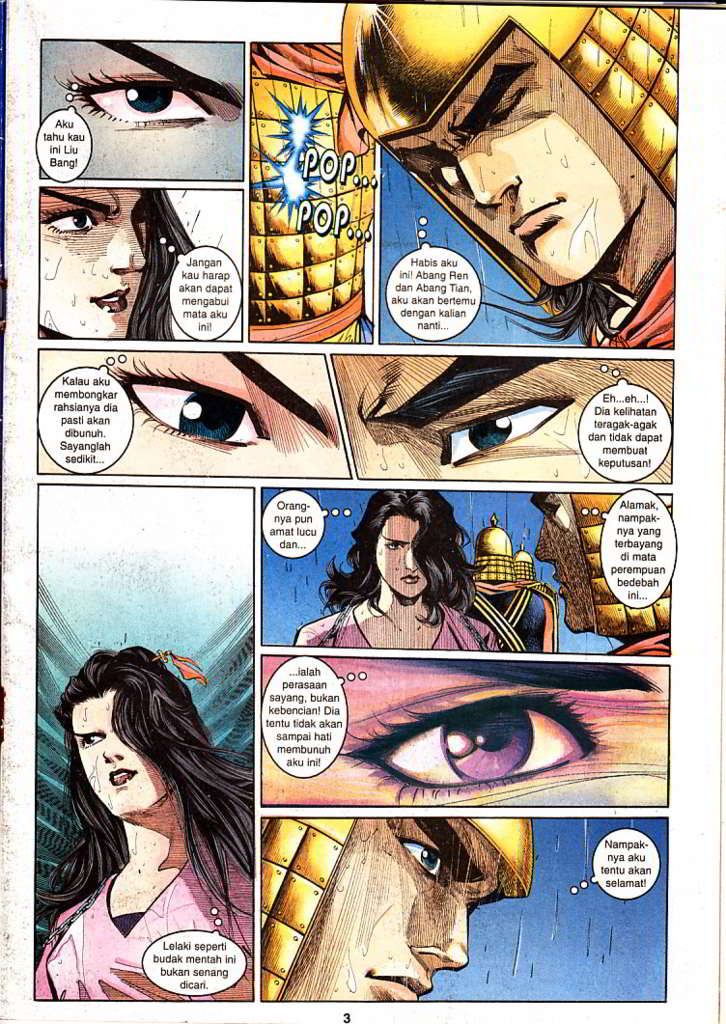 Aku
tahu kau
ini Liu
Bang!
POP...
POP...
Habis aku
ini! Abang Ren
dan Abang Tian,
aku akan bertemu
dengan kalian
nanti...
Jangan
kau harap
akan dapat
mengabui
mata aku
ini!
Kalau aku
membongkar
rahsianya dia
pasti akan
dibunuh.
Sayanglah
sedikit...
Eh...eh...!
Dia kelihatan
teragak-agak
dan tidak dapat
membuat
keputusan!
Orang-
nya pun
amat lucu
dan...
Alamak,
nampak-
nya yang
terbayang
di mata
perempuan
bedebah
ini...
...ialah
perasaan
sayang, bukan
kebencian! Dia
tentu tidak akan
sampai hati
membunuh
aku ini!
Lelaki seperti
budak mentah ini
bukan senang
dicari.
Nampak-
nya aku
tentu akan
selamat!
3